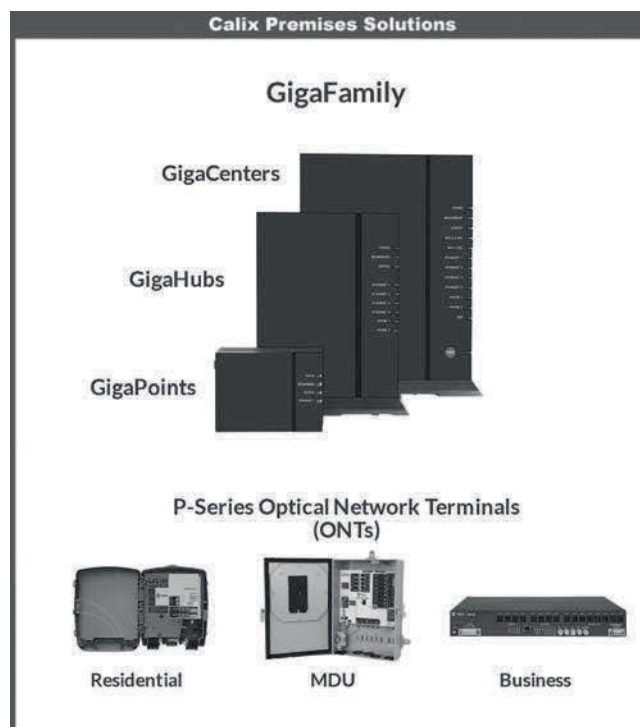 Calix Premises Solutions
GigaFamily
GigaCenters
GigaHubs
GigaPoints
P-Series Optical Network Terminals
(ONTs)
Residential
MDU
Business